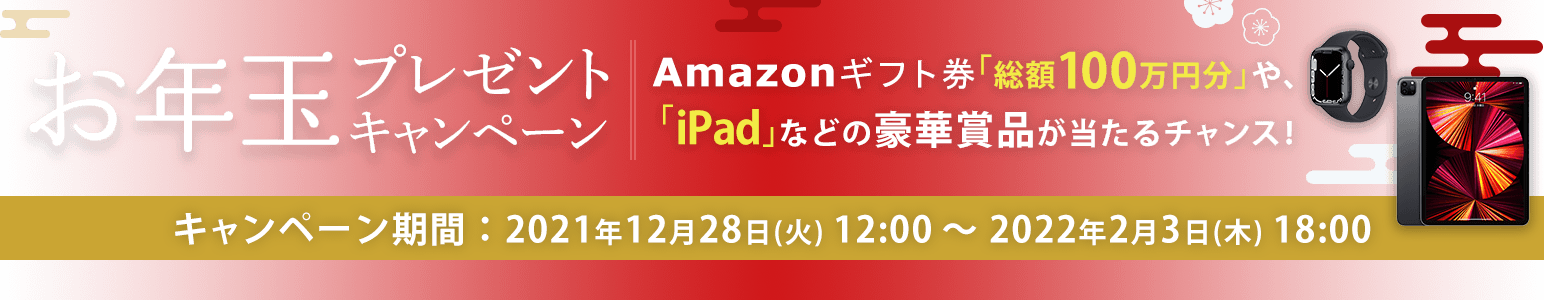 お年玉プレゼント
キャンペーン
Amazonギフト券「総額100万円分」や、
「iPad」などの豪華賞品が当たるチャンス!
9:41
キャンペーン期間：2021年12月28日(火) 12:00 〜 2022年2月3日(木) 18:00